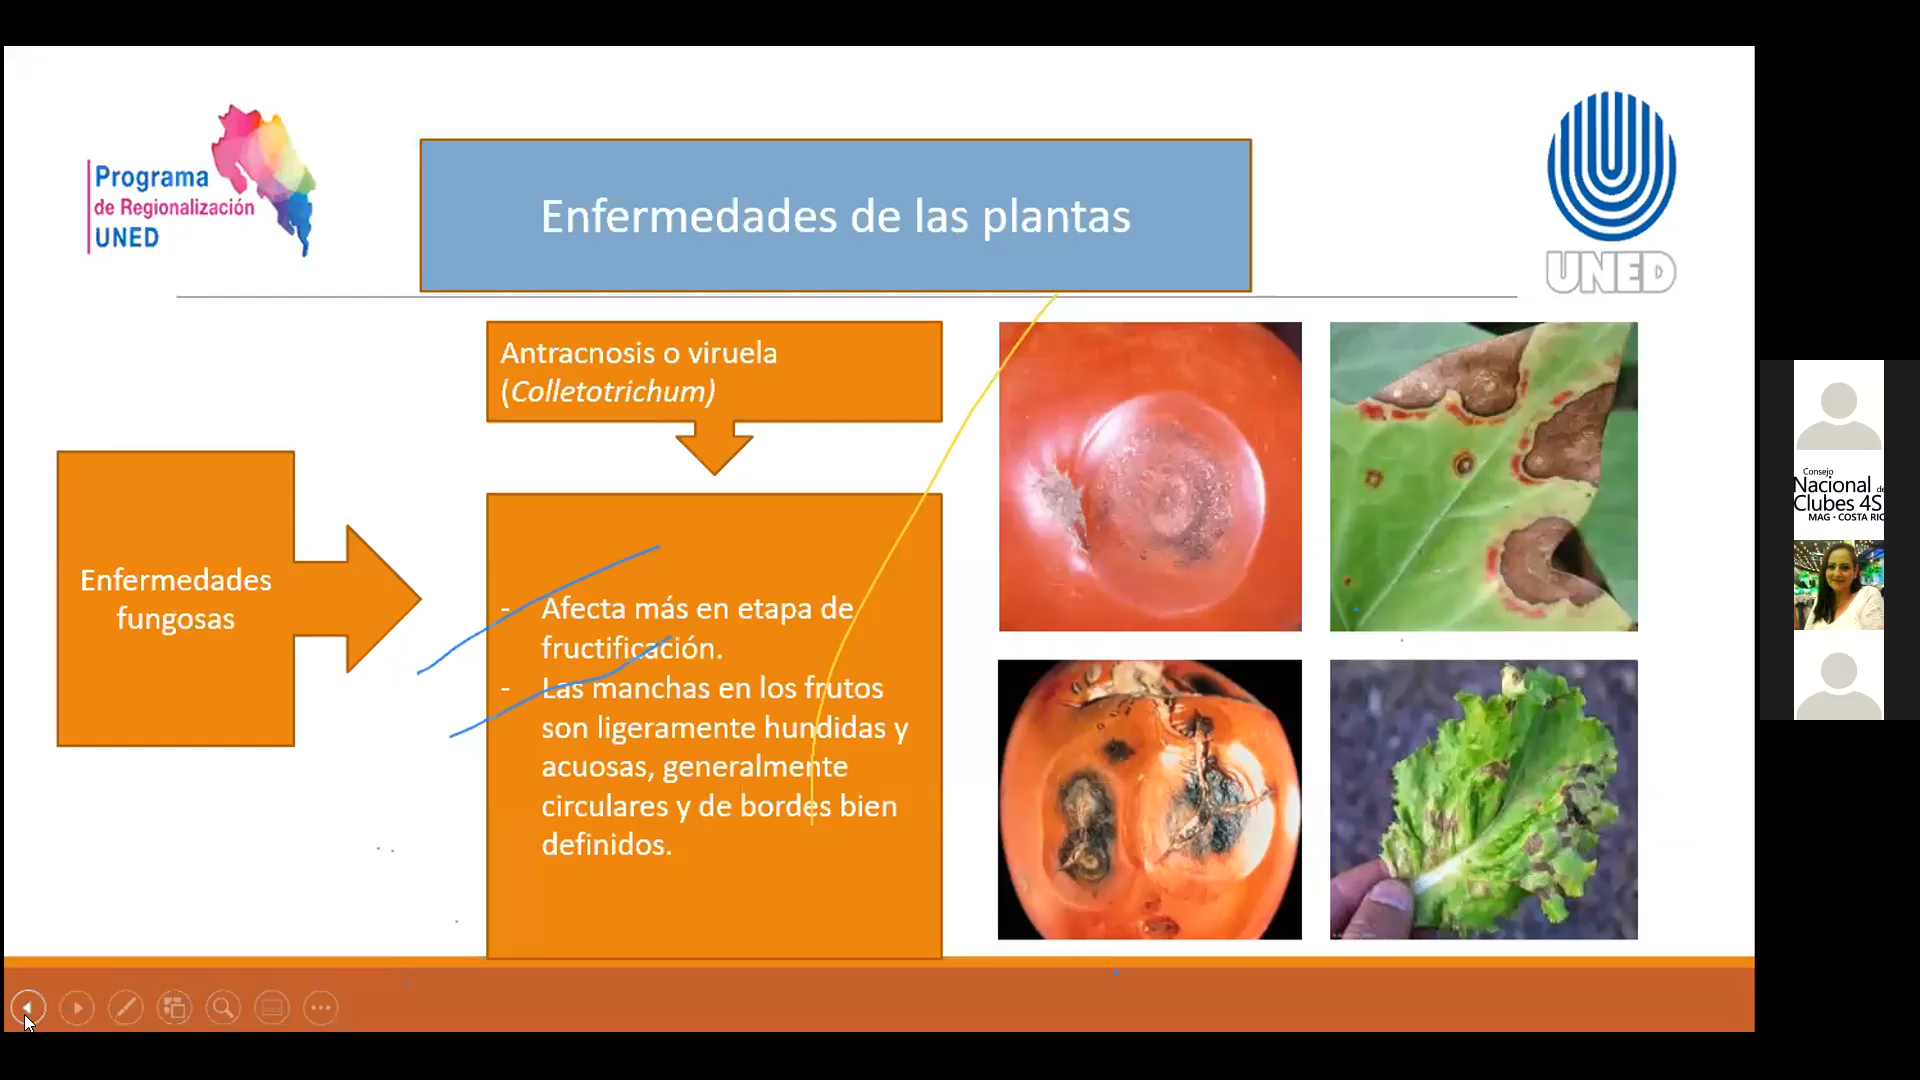 Programa
de Regionalización
UNED
Enfermedades de las plantas
UNED
Antracnosis o viruela
(Colletotrichum)
Enfermedades
fungosas
- Afecta más en etapa de
fructificación.
- Las manchas en los frutos
son ligeramente hundidas y
acuosas, generalmente
circulares y de bordes bien
definidos.
Consejo
Nacional de
Clubes 4S
MAG · COSTA RIC